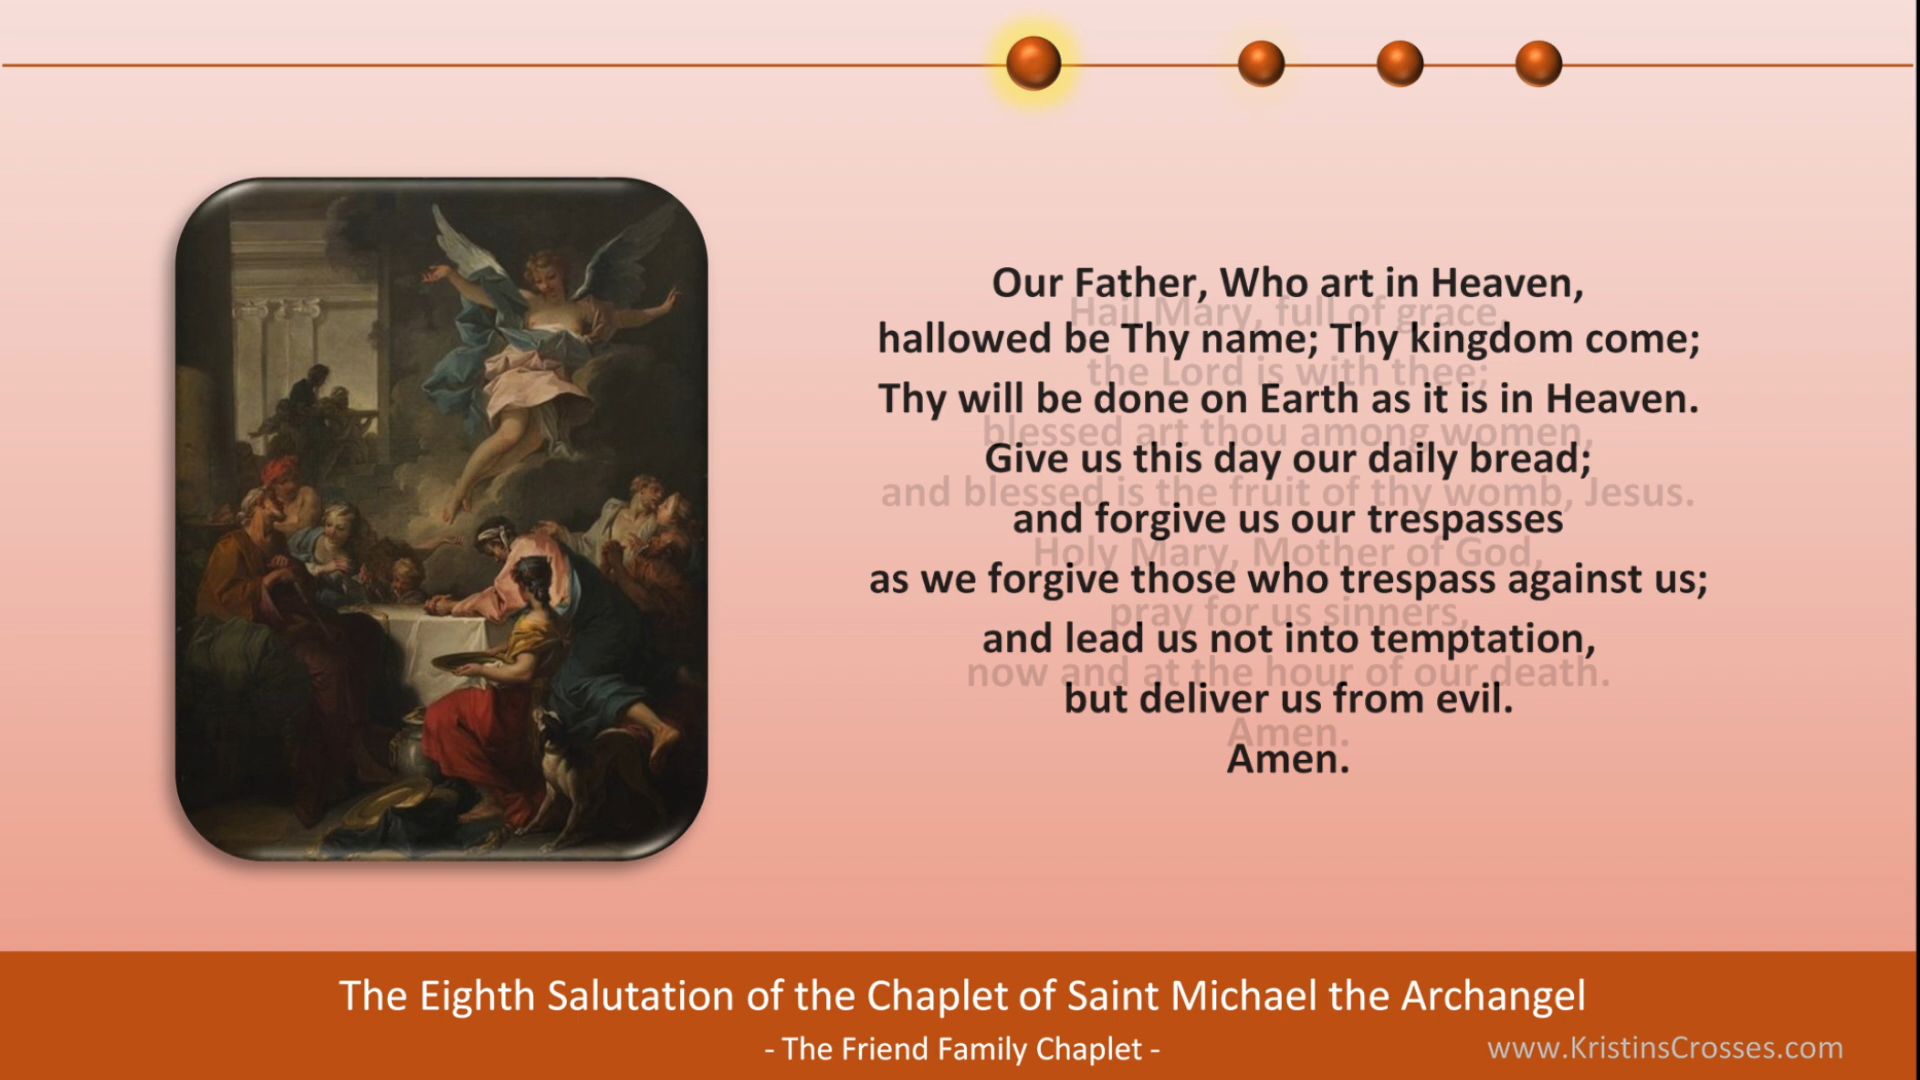 Our Father, Who art in Heaven,
Hail Mary, full of grace,
hallowed be Thy name; Thy kingdom come;
the Lord is with thee;
Thy will be done on Earth as it is in Heaven.
blessed art thou among women,
Give us this day our daily bread;
and blessed is the fruit of thy womb, Jesus.
and forgive us our trespasses
Holy Mary, Mother of God,
as we forgive those who trespass against us;
pray for us sinners,
and lead us not into temptation,
now and at the hour of our death.
but deliver us from evil.
Amen.
Amen.
The Eighth Salutation of the Chaplet of Saint Michael the Archangel
- The Friend Family Chaplet -
www.KristinsCrosses.com